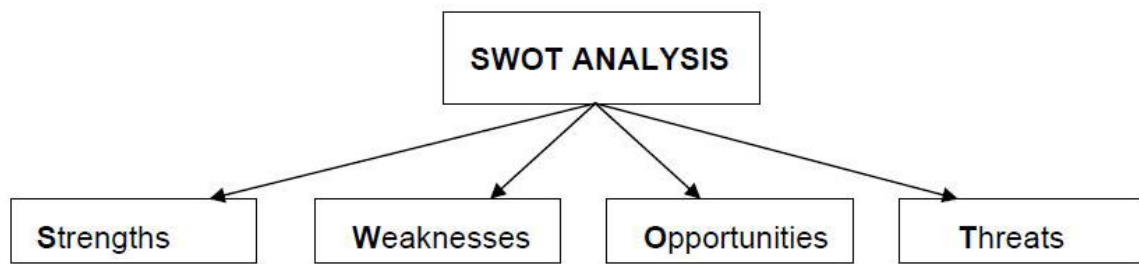 SWOT ANALYSIS
Strengths
Weaknesses
Opportunities
Threats